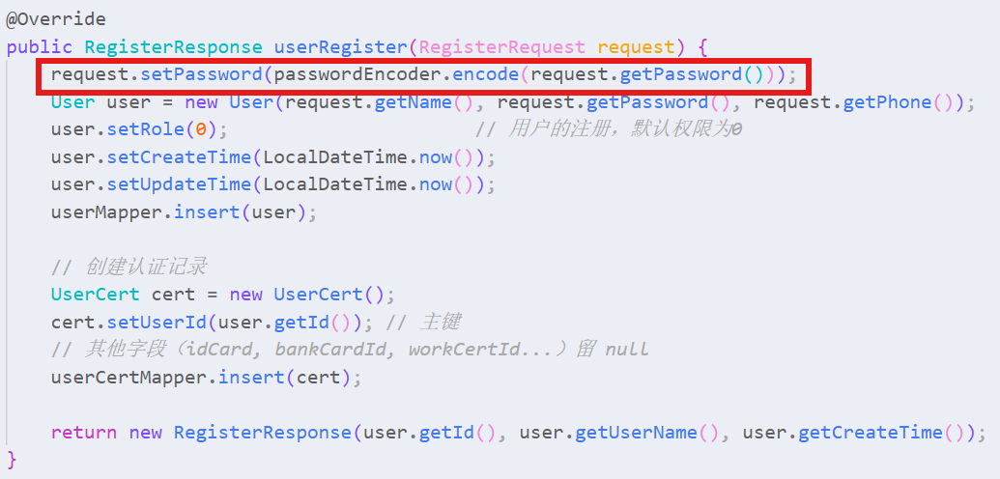 @Override
public RegisterResponse userRegister(RegisterRequest request) {
request.setPassword(passwordEncoder.encode(request.getPassword()));
User user = new User(request.getName(), request.getPassword(), request.getPhone());
user.setRole(0); // 用户的注册，默认权限为0
user.setCreateTime(LocalDateTime.now());
user.setUpdateTime(LocalDateTime.now());
userMapper.insert(user);
// 创建认证记录
UserCert cert = new UserCert();
cert.setUserId(user.getId()); // 主键
// 其他字段（idCard, bankCardId, workCertId...）留 null
userCertMapper.insert(cert);
return new RegisterResponse(user.getId(), user.getUserName(), user.getCreateTime());
}